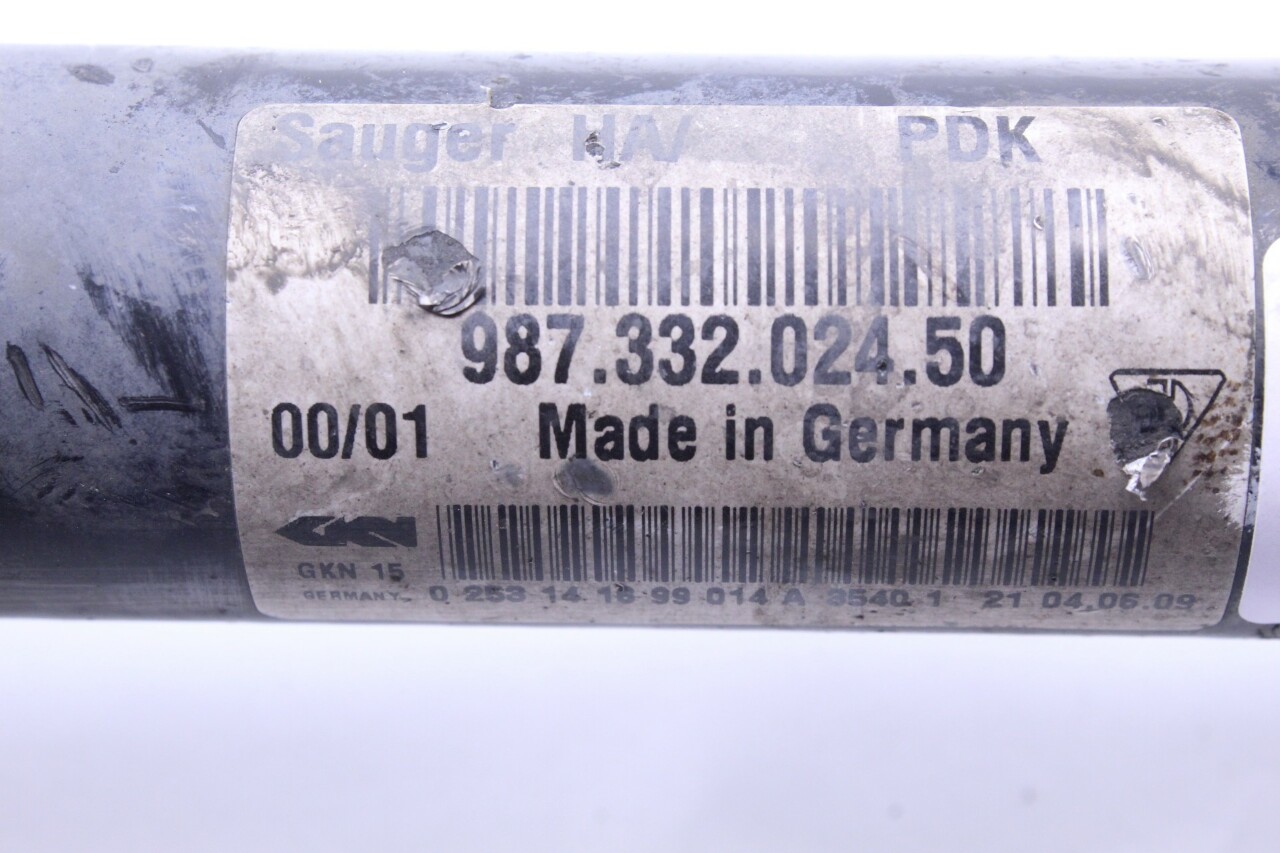 Sauger HA/ PDK
987.332.024.50
00/01 Made in Germany
GKN
GKN 15
GERMANY 0 253 14 18 99 014 A 3540 1 21 04.06.09